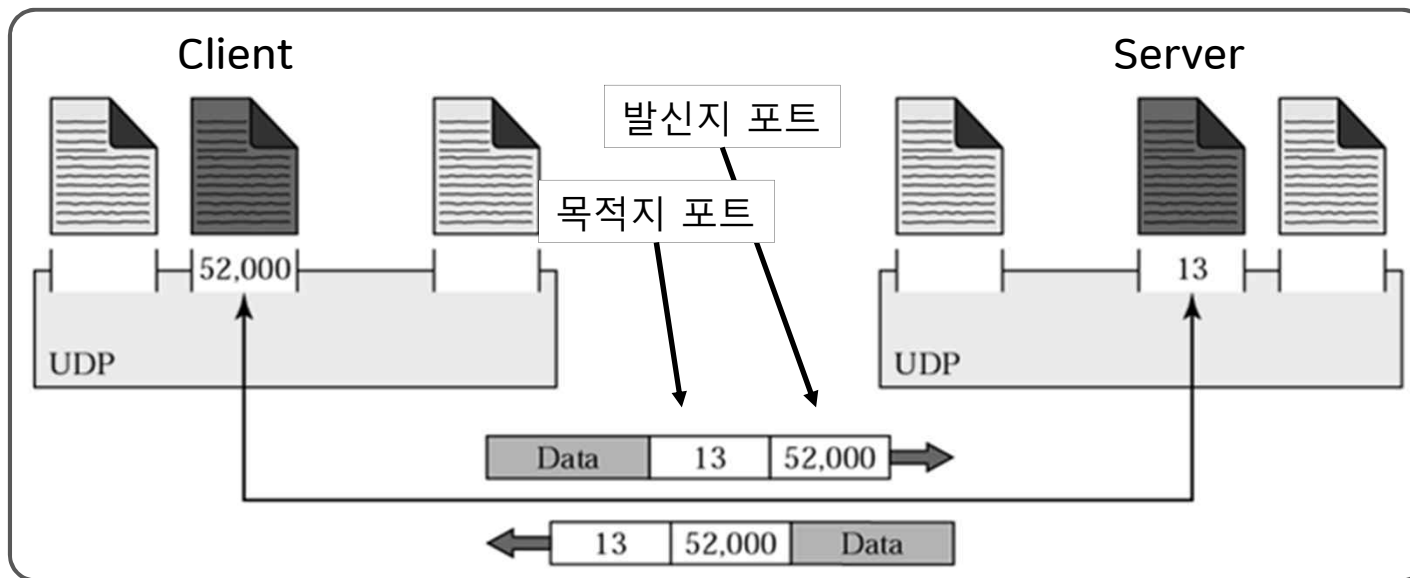 Client
Server
발신지 포트
목적지 포트
52,000
13
UDP
UDP
Data 13 52,000
13 52,000 Data